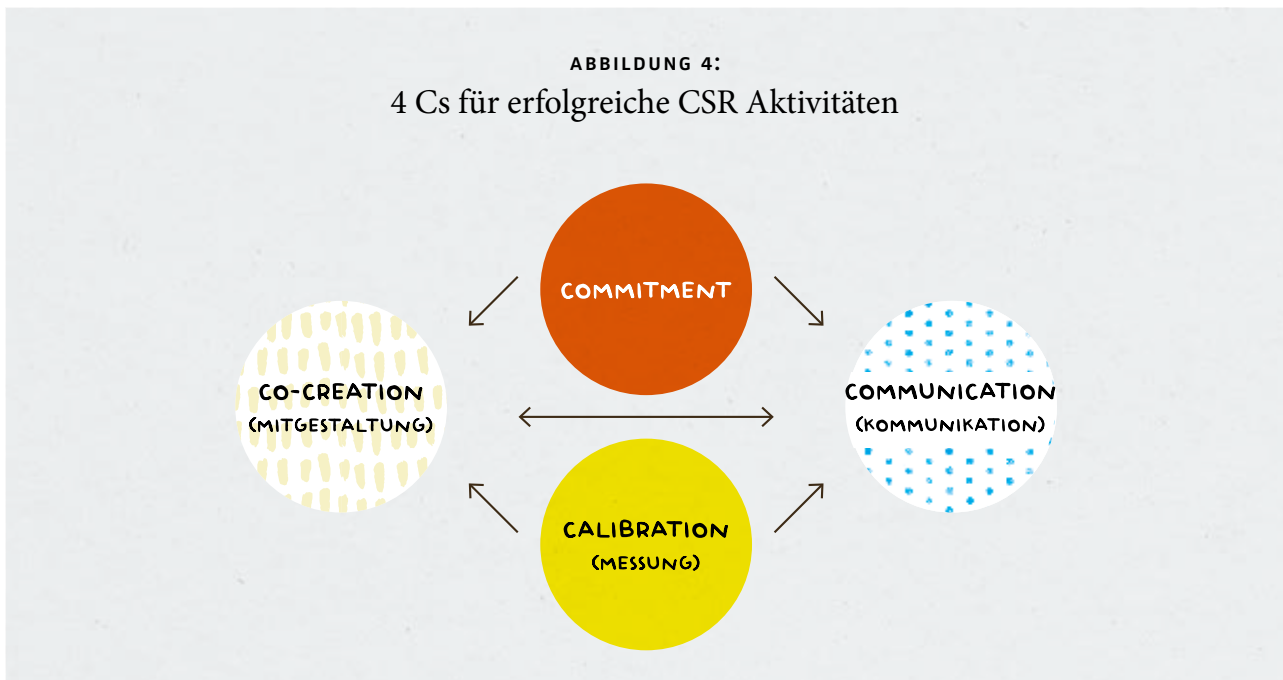 ABBILDUNG 4:
4 Cs für erfolgreiche CSR Aktivitäten
COMMITMENT
CO-CREATION
(MITGESTALTUNG)
COMMUNICATION
(KOMMUNIKATION)
CALIBRATION
(MESSUNG)